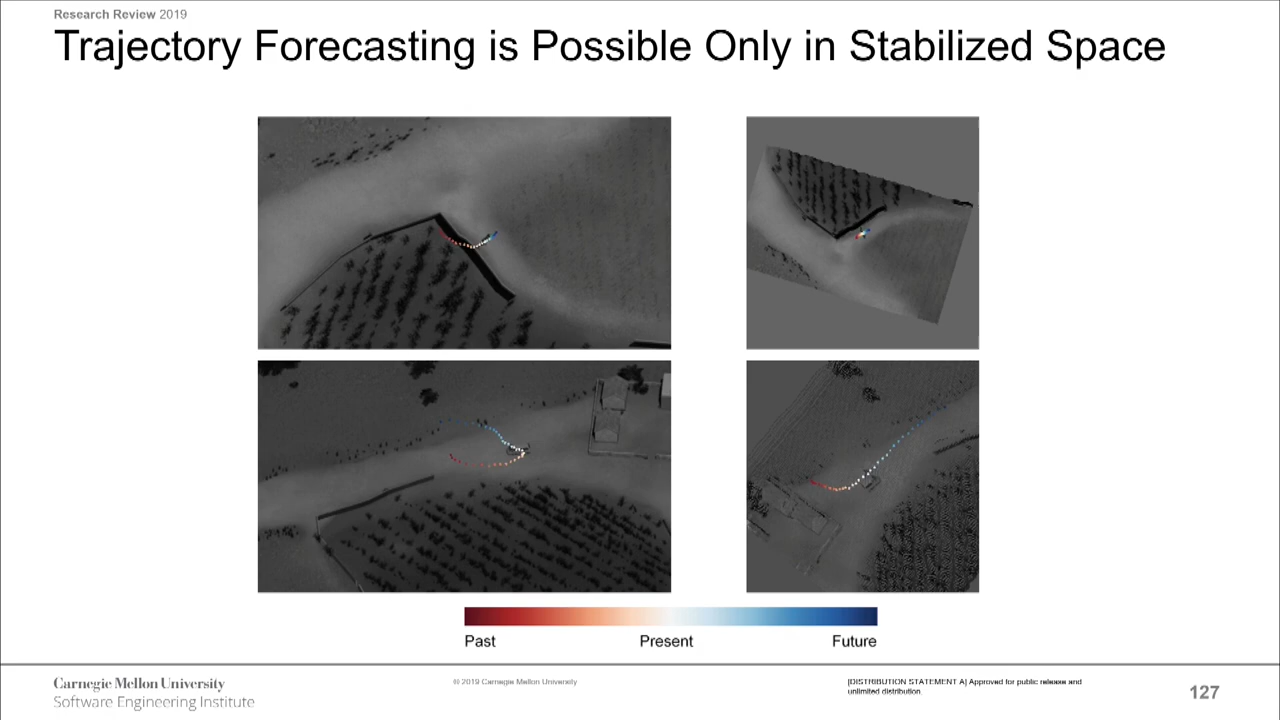 Research Review 2019
Trajectory Forecasting is Possible Only in Stabilized Space
Past Present Future
Carnegie Mellon University
Software Engineering Institute
© 2019 Carnegie Mellon University
[DISTRIBUTION STATEMENT A] Approved for public release and
unlimited distribution.
127